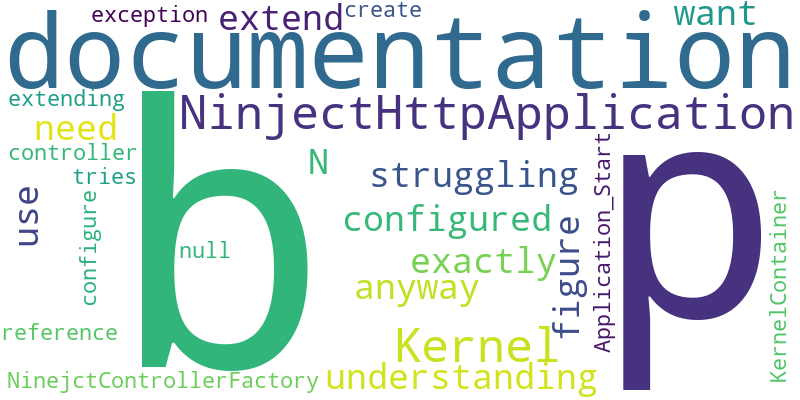 exception
extend
create
want
documentation
extending
NinjectHttpApplication
need
controller
N
struggling
tries
use
configure
b
null
configured
exactly
anyway
figure
Application_Start
p
KernelContainer
reference
Kernel
NinejctControllerFactory
understanding